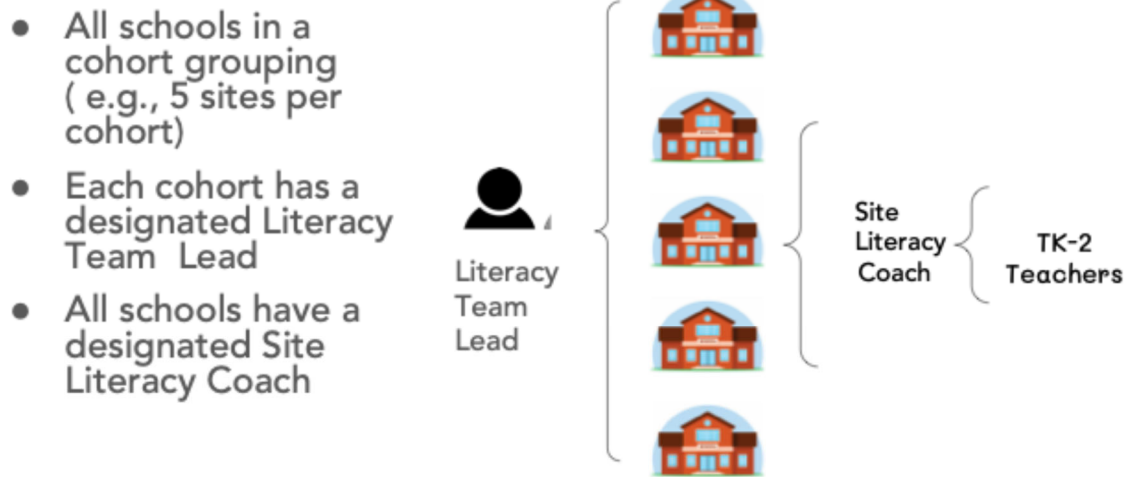 All schools in a
cohort grouping
( e.g., 5 sites per
cohort)
Each cohort has a
designated Literacy
Team Lead
All schools have a
designated Site
Literacy Coach
Literacy
Team
Lead
Site
Literacy
Coach
TK-2
Teachers